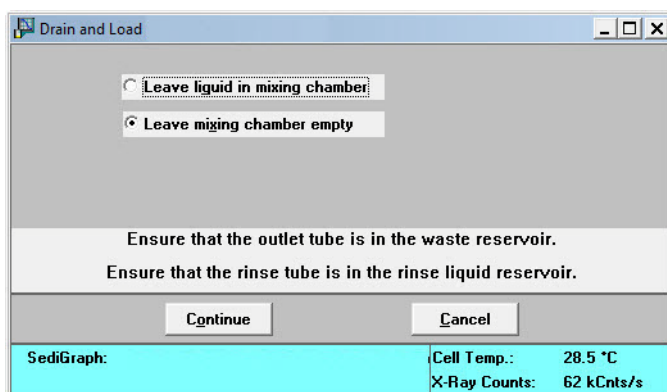 Drain and Load
Leave liquid in mixing chamber
Leave mixing chamber empty
Ensure that the outlet tube is in the waste reservoir.
Ensure that the rinse tube is in the rinse liquid reservoir.
Continue Cancel
SediGraph: Cell Temp.: 28.5 °C
X-Ray Counts: 62 kCnts/s